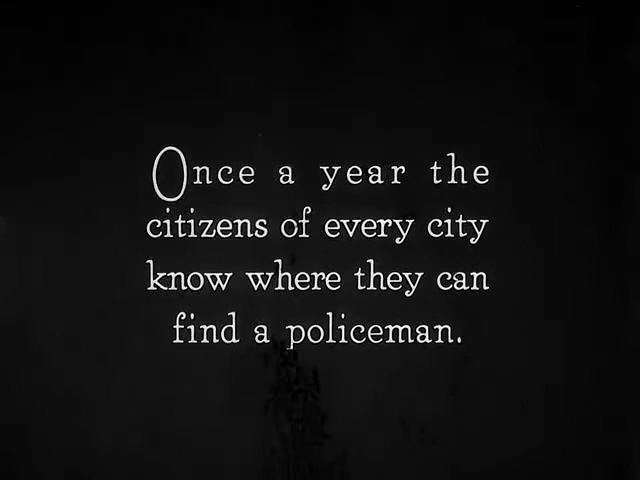 Once a year the
citizens of every city
know where they can
find a policeman.